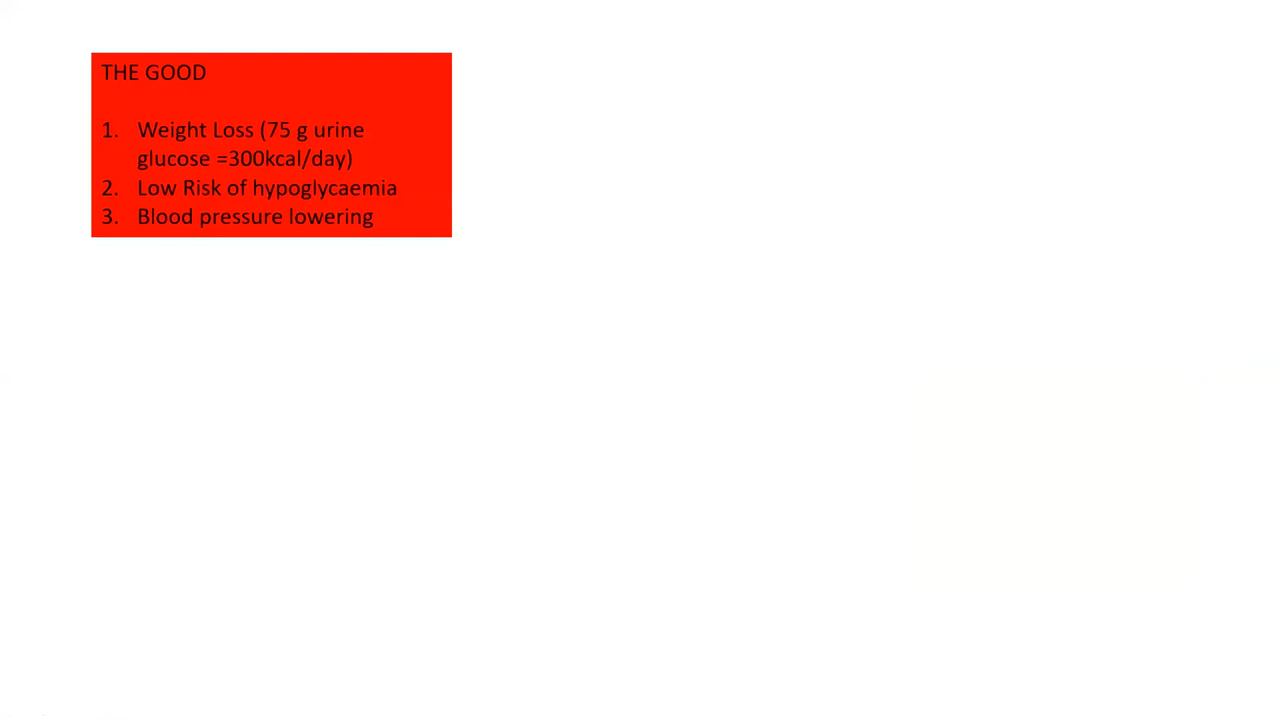 THE GOOD
1. Weight Loss (75 g urine
glucose =300kcal/day)
2. Low Risk of hypoglycaemia
3. Blood pressure lowering